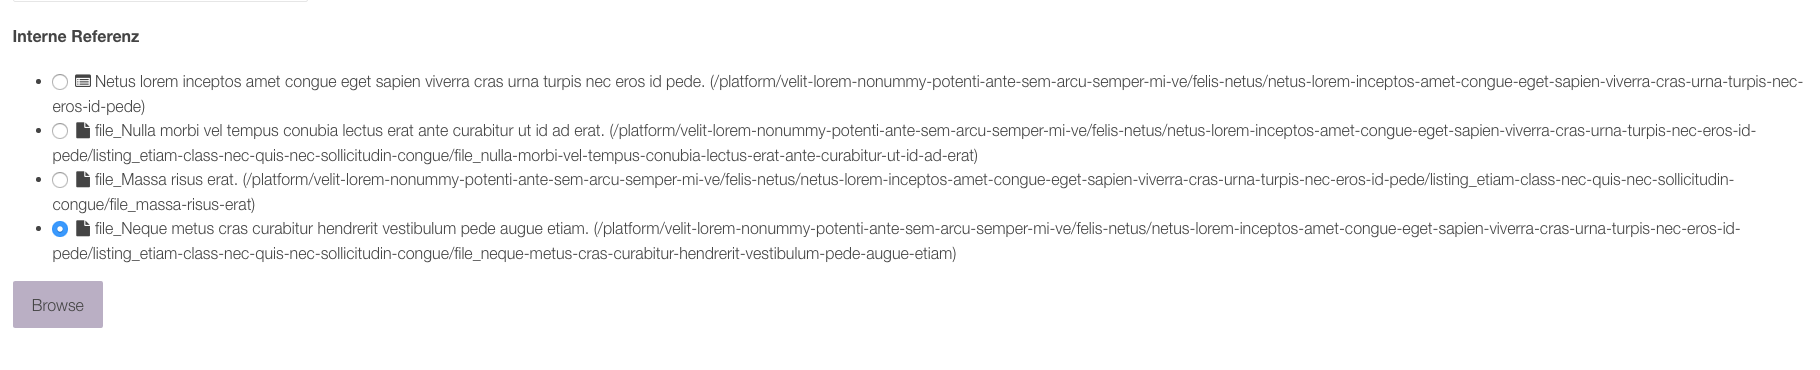 Interne Referenz
Netus lorem inceptos amet congue eget sapien viverra cras urna turpis nec eros id pede. (/platform/velit-lorem-nonummy-potenti-ante-sem-arcu-semper-mi-ve/felis-netus/netus-lorem-inceptos-amet-congue-eget-sapien-viverra-cras-urna-turpis-nec-
eros-id-pede)
file_Nulla morbi vel tempus conubia lectus erat ante curabitur ut id ad erat. (/platform/velit-lorem-nonummy-potenti-ante-sem-arcu-semper-mi-ve/felis-netus/netus-lorem-inceptos-amet-congue-eget-sapien-viverra-cras-urna-turpis-nec-eros-id-
pede/listing_etiam-class-nec-quis-nec-sollicitudin-congue/file_nulla-morbi-vel-tempus-conubia-lectus-erat-ante-curabitur-ut-id-ad-erat)
file_Massa risus erat. (/platform/velit-lorem-nonummy-potenti-ante-sem-arcu-semper-mi-ve/felis-netus/netus-lorem-inceptos-amet-congue-eget-sapien-viverra-cras-urna-turpis-nec-eros-id-pede/listing_etiam-class-nec-quis-nec-sollicitudin-
congue/file_massa-risus-erat)
file_Neque metus cras curabitur hendrerit vestibulum pede augue etiam. (/platform/velit-lorem-nonummy-potenti-ante-sem-arcu-semper-mi-ve/felis-netus/netus-lorem-inceptos-amet-congue-eget-sapien-viverra-cras-urna-turpis-nec-eros-id-
pede/listing_etiam-class-nec-quis-nec-sollicitudin-congue/file_neque-metus-cras-curabitur-hendrerit-vestibulum-pede-augue-etiam)
Browse